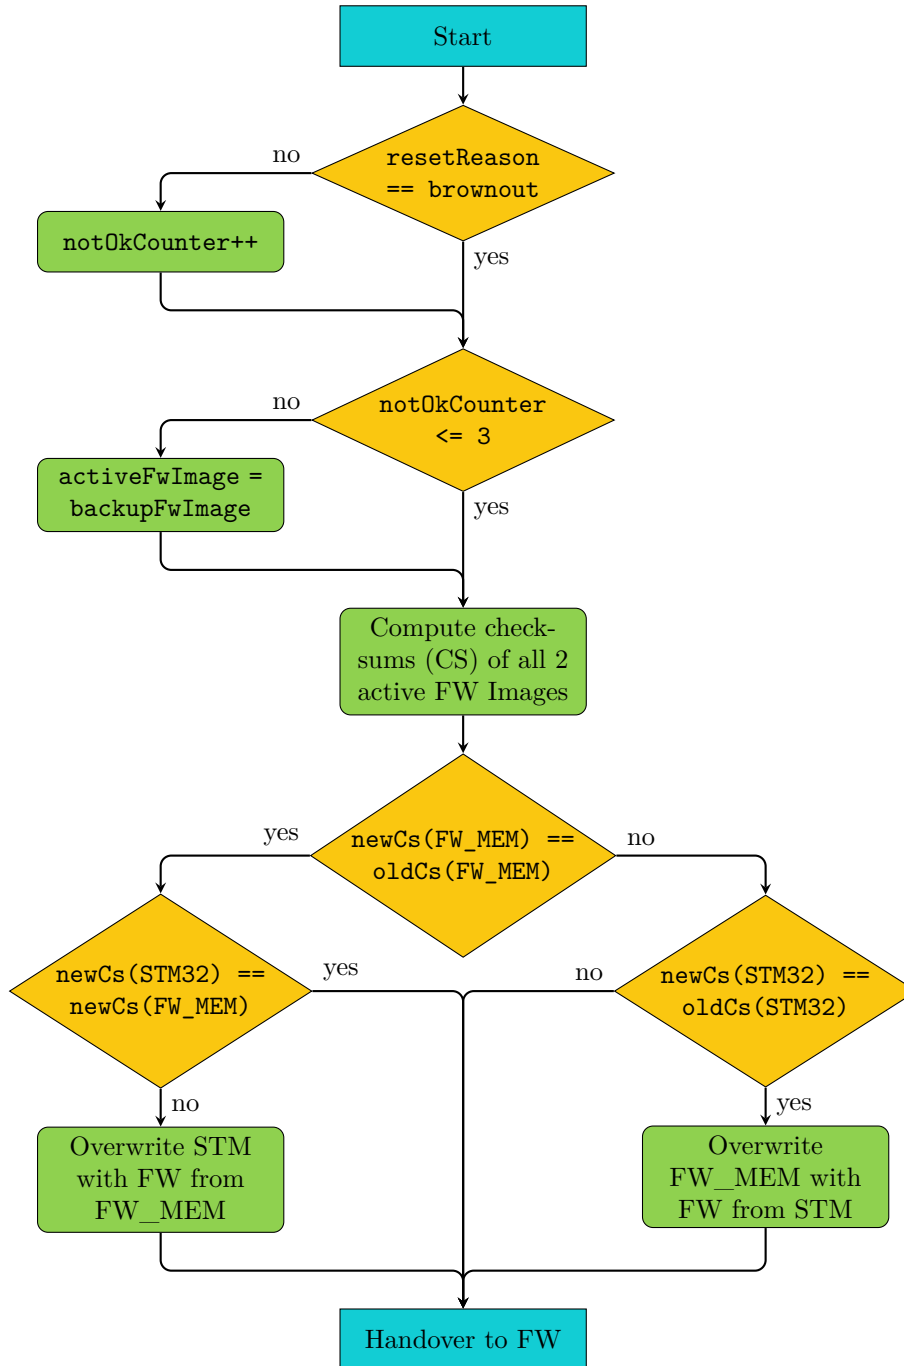 Start
resetReason
== brownout
no
notOkCounter++
yes
notOkCounter
<= 3
no
activeFwImage =
backupFwImage
yes
Compute check-
sums (CS) of all 2
active FW Images
newCs(FW_MEM) ==
oldCs(FW_MEM)
yes
no
newCs(STM32) ==
newCs(FW_MEM)
yes
no
newCs(STM32) ==
oldCs(STM32)
no
yes
Overwrite STM
with FW from
FW_MEM
Overwrite
FW_MEM with
FW from STM
Handover to FW